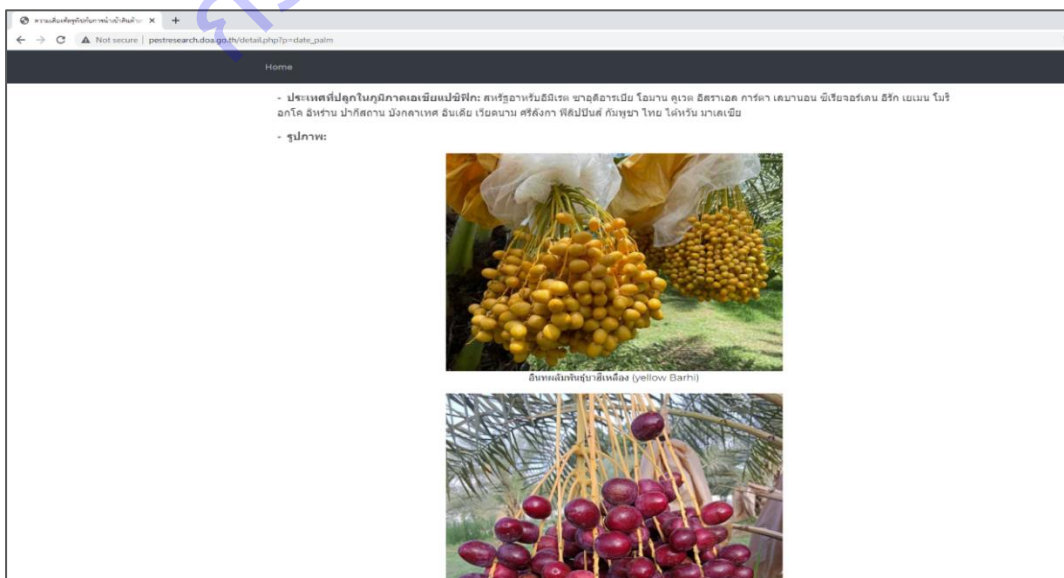 Not secure | pestresearch.doa.go.th/detail.php?p=date_palm
Home
- ประเทศที่ปลูกในภูมิภาคเอเชียแปซิฟิก: สหรัฐอาหรับอิมิเรต ซาอุดิอารเบีย โอมาน คูเวต อิสราเอล การ์ตา เลบานอน ซีเรียจอร์เดน อิรัก เยเมน โมร็
อกโค อิหร่าน ปากีสถาน บังกลาเทศ อินเดีย เวียดนาม ศรีลังกา ฟิลิปปินส์ กัมพูชา ไทย ไต้หวัน มาเลเซีย
- รูปภาพ:
อินทผลัมพันธุ์บาฮีเหลือง (yellow Barhi)